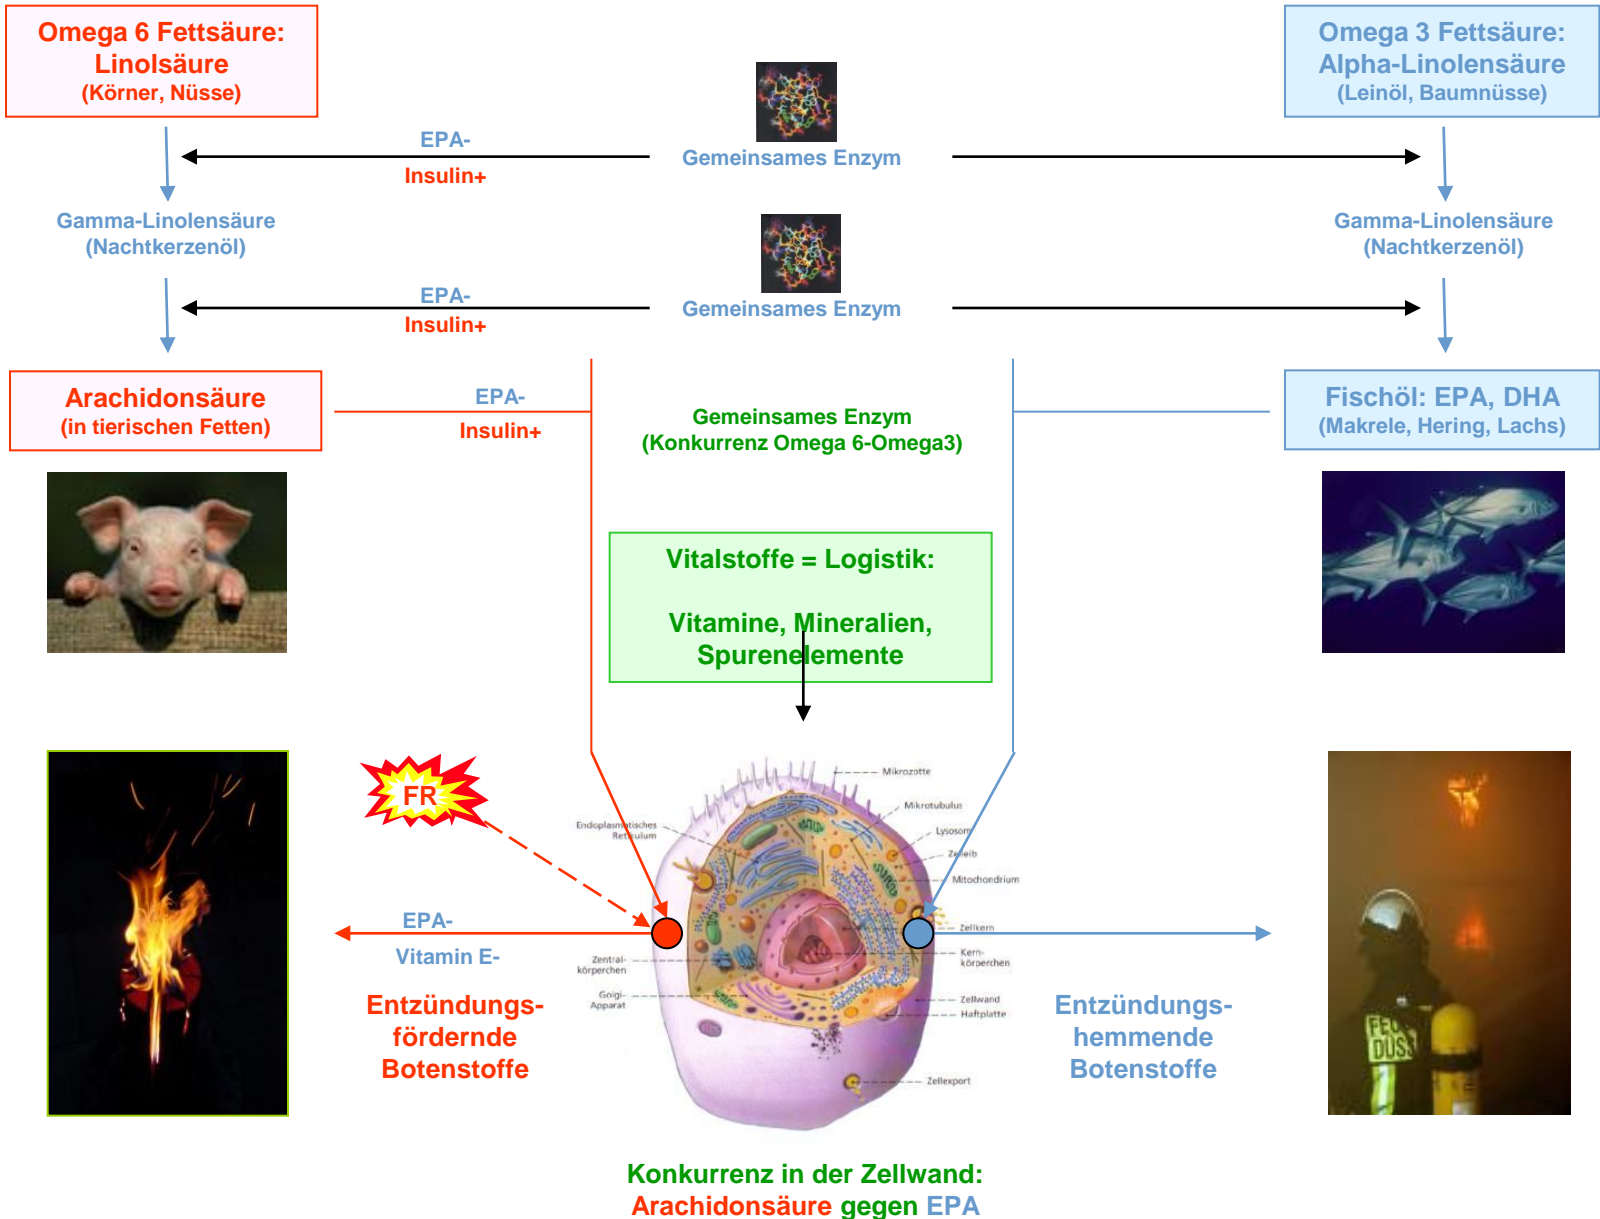 Omega 6 Fettsäure:
Linolsäure
(Körner, Nüsse)
Omega 3 Fettsäure:
Alpha-Linolensäure
(Leinöl, Baumnüsse)
EPA-
Insulin+
Gemeinsames Enzym
Gamma-Linolensäure
(Nachtkerzenöl)
Gamma-Linolensäure
(Nachtkerzenöl)
EPA-
Insulin+
Gemeinsames Enzym
Arachidonsäure
(in tierischen Fetten)
EPA-
Insulin+
Gemeinsames Enzym
(Konkurrenz Omega 6-Omega3)
Fischöl: EPA, DHA
(Makrele, Hering, Lachs)
Vitalstoffe = Logistik:
Vitamine, Mineralien,
Spurenelemente
FR
Mikrozotte
Mikrotubulus
Endoplasmatisches
Retikulum
Lysosom
Zelleib
Mitochondrium
Zellkern
Kern-
körperchen
Zentral-
körperchen
Golgi-
Apparat
Zellwand
Haftplatte
Zellexport
EPA-
Vitamin E-
Entzündungs-
fördernde
Botenstoffe
Entzündungs-
hemmende
Botenstoffe
Konkurrenz in der Zellwand:
Arachidonsäure gegen EPA